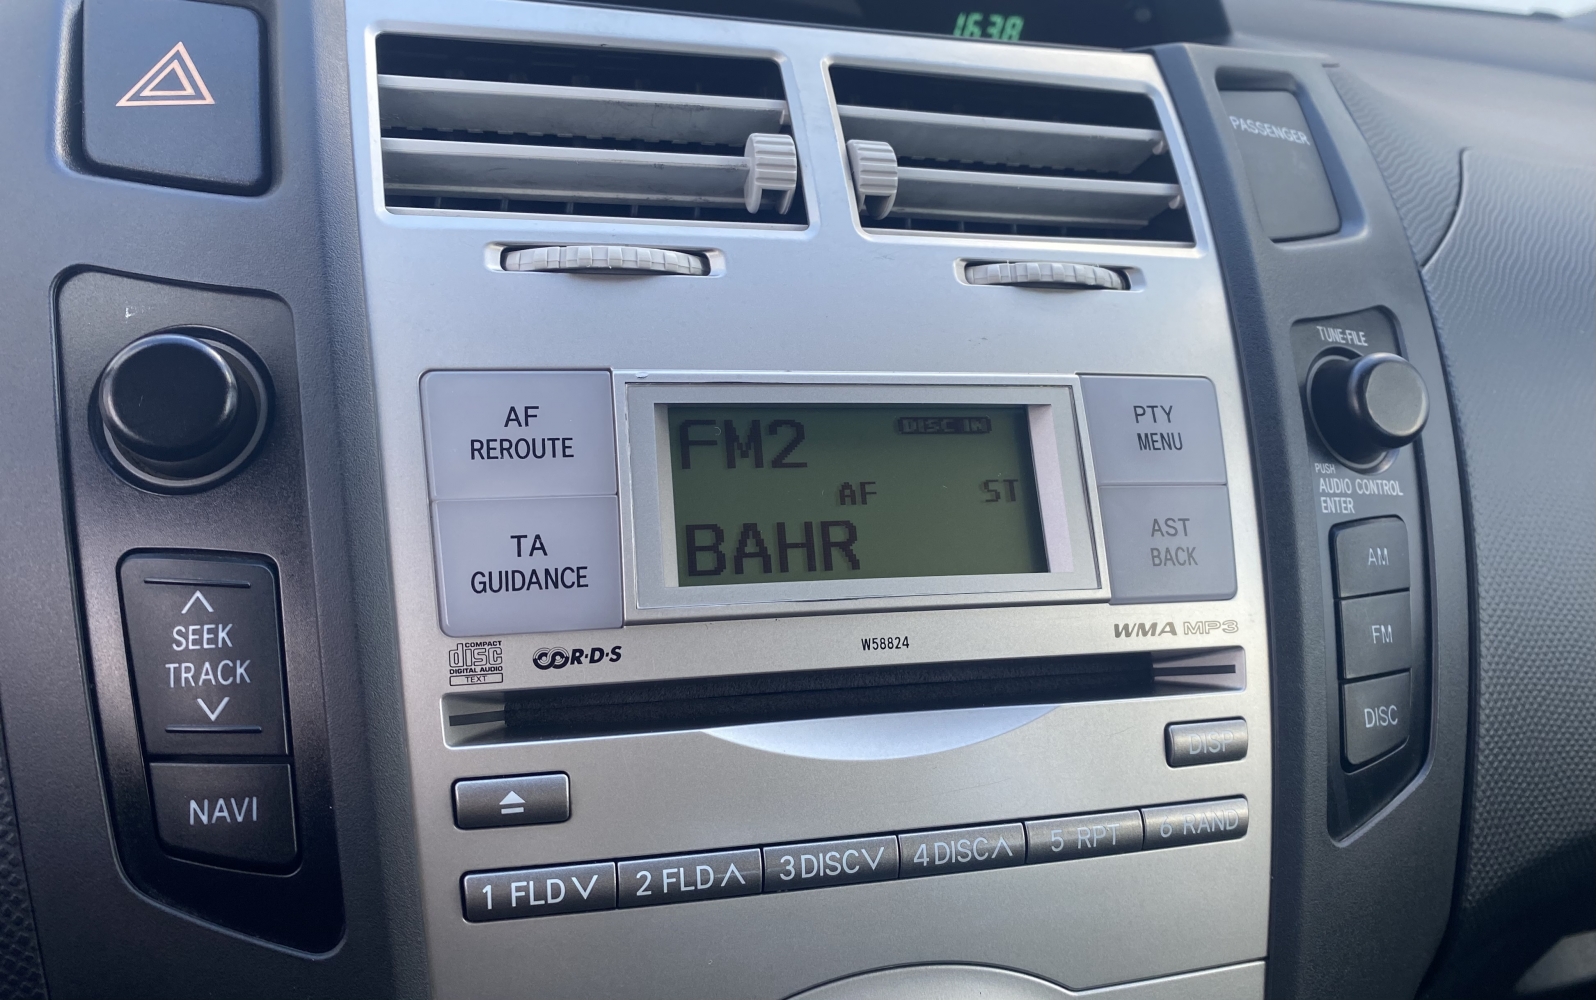 1638
PASSENGER
TUNE·FILE
PUSH
AUDIO CONTROL
ENTER
AF
REROUTE
TA
GUIDANCE
FM2
DISC IN
AF
ST
BAHR
PTY
MENU
AST
BACK
SEEK
TRACK
NAVI
AM
FM
DISC
COMPACT
disc
DIGITAL AUDIO
TEXT
R·D·S
W58824
WMA MP3
DISP
1 FLD ∨
2 FLD ∧
3 DISC ∨
4 DISC ∧
5 RPT
6 RAND